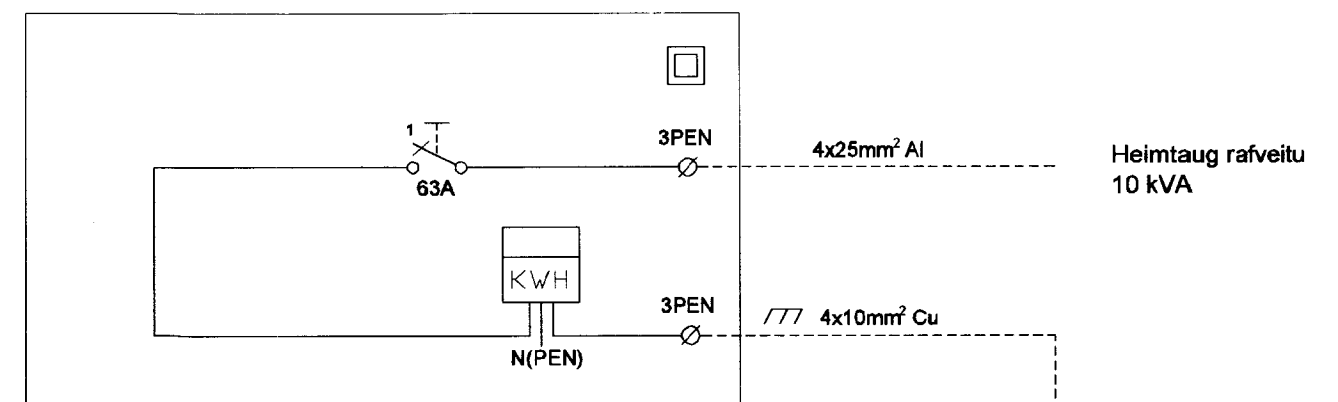 1
63A
3PEN
4x25mm² Al
Heimtaug rafveitu
10 kVA
KWH
N(PEN)
3PEN
4x10mm² Cu